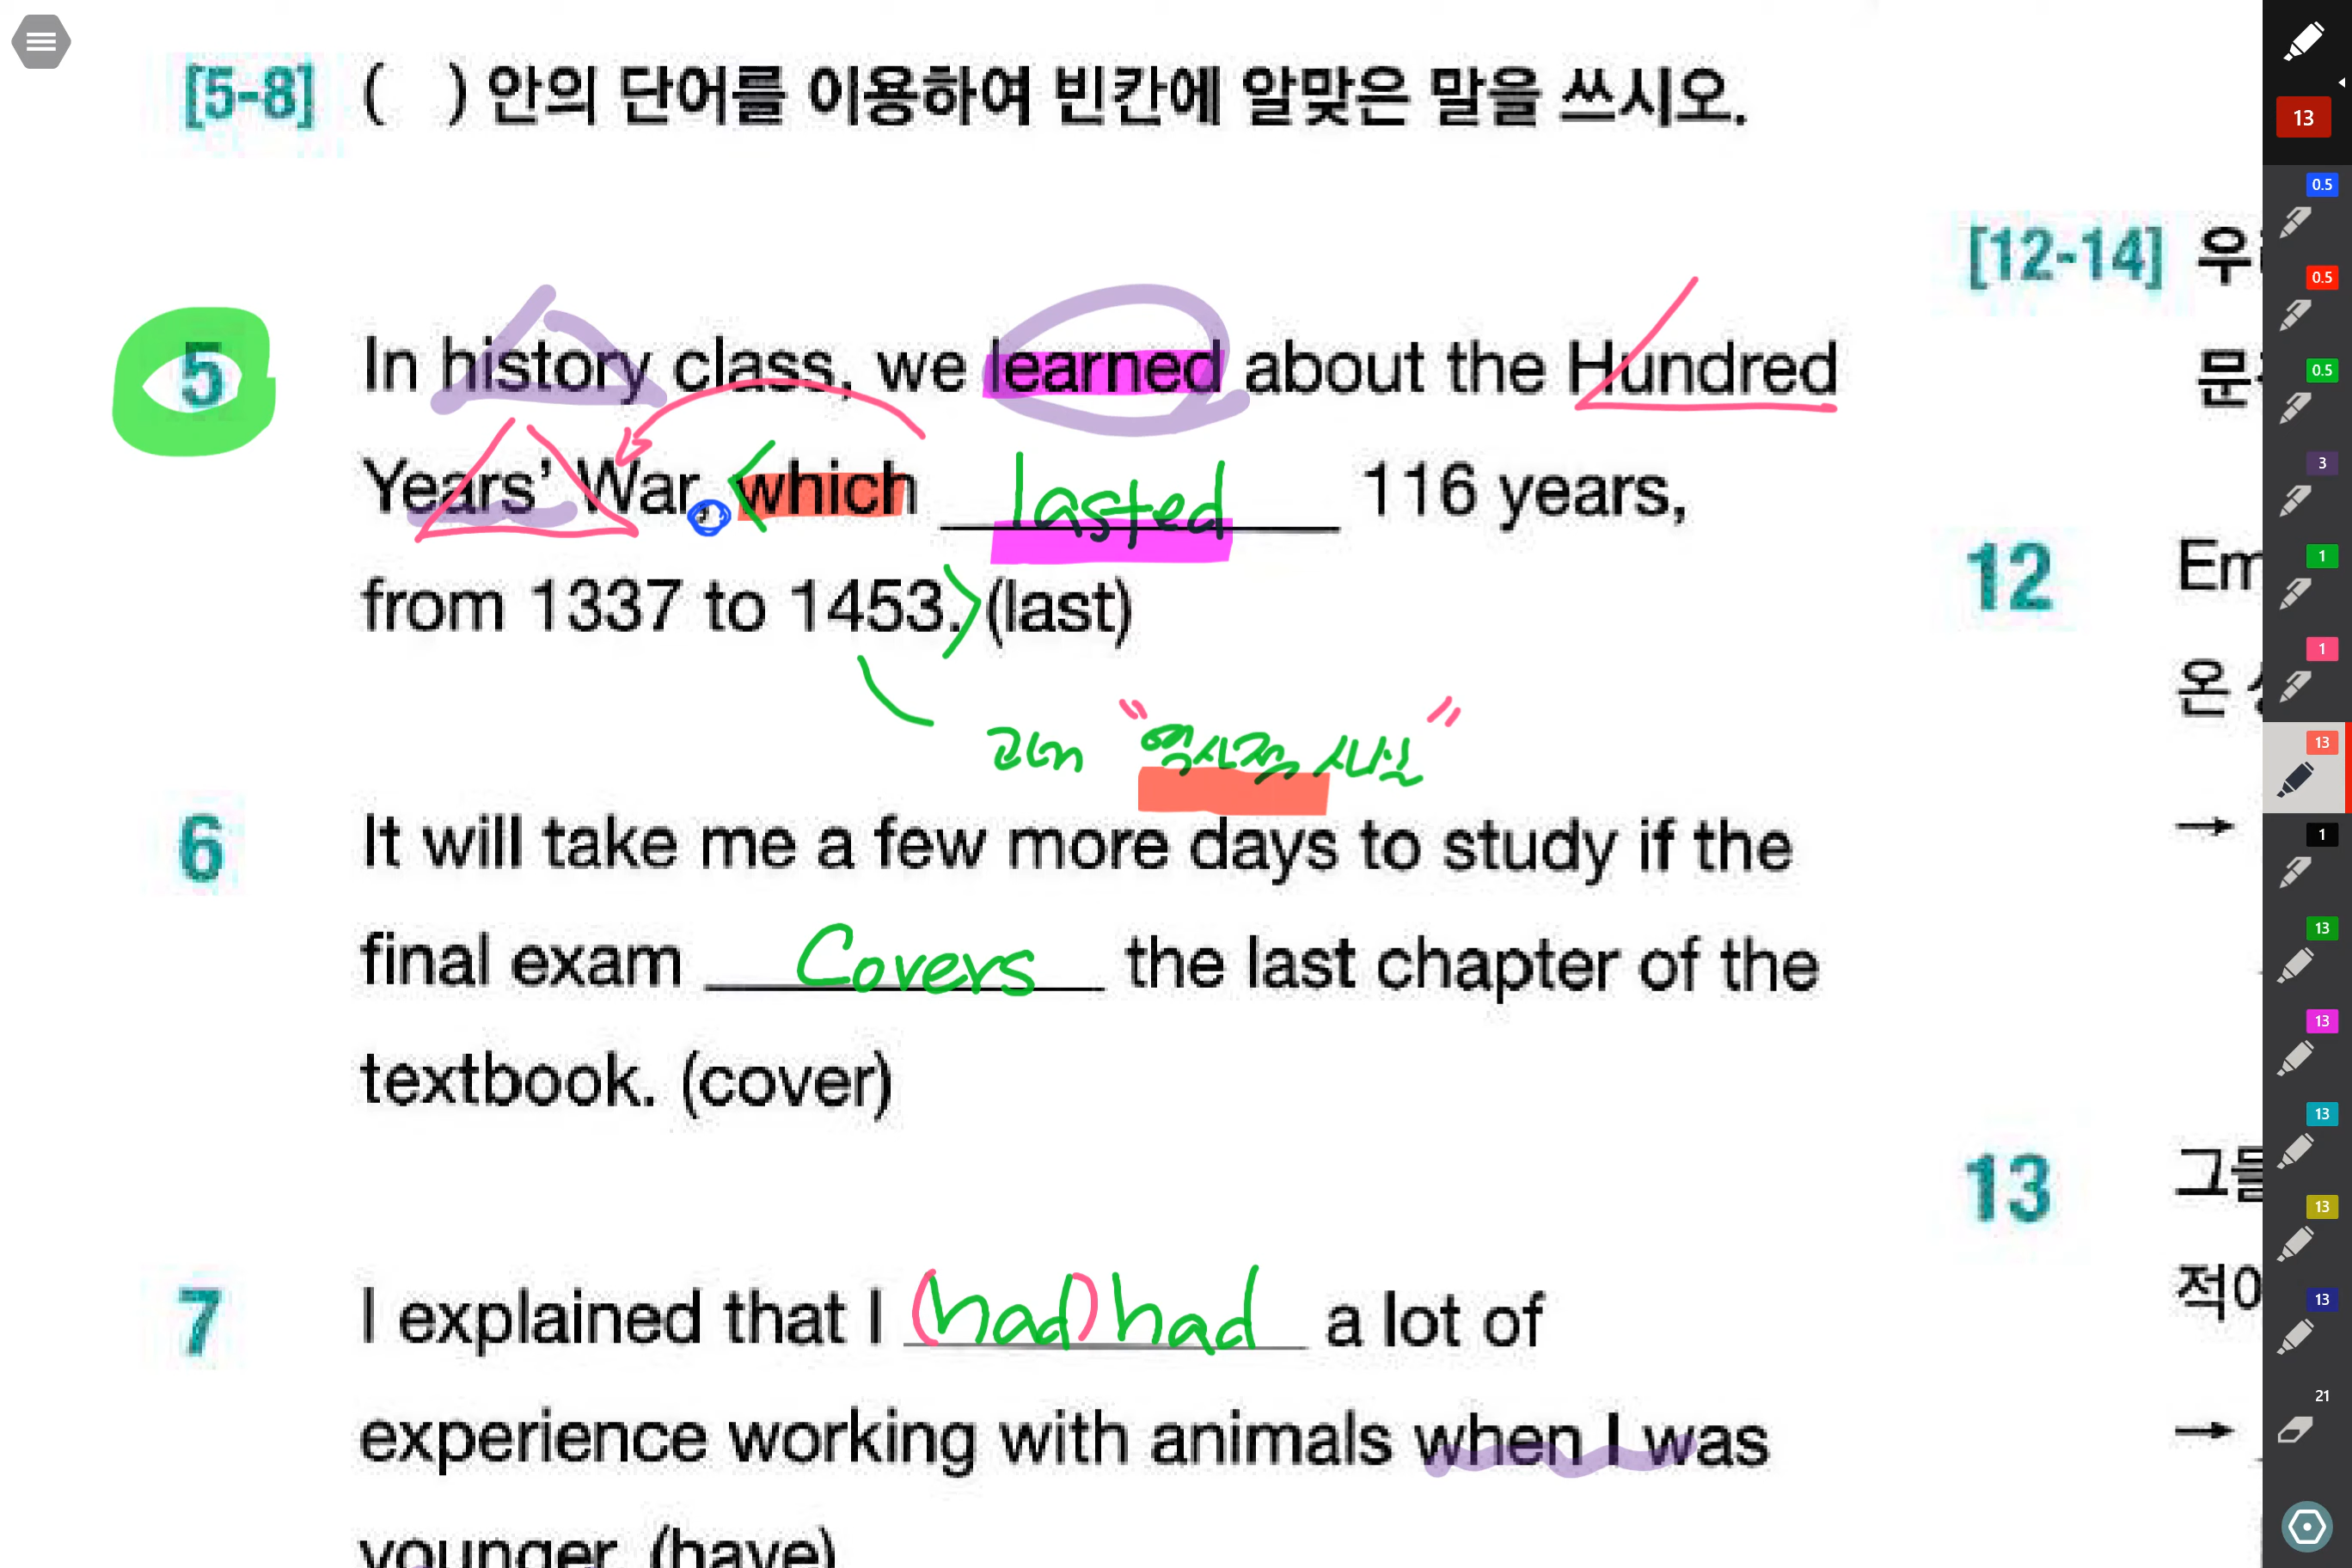 [5-8] ( ) 안의 단어를 이용하여 빈칸에 알맞은 말을 쓰시오.
5 In history class, we learned about the Hundred
Years’ War, which lasted 116 years,
from 1337 to 1453. (last)
과거 "역사적 사실"
6 It will take me a few more days to study if the
final exam Covers the last chapter of the
textbook. (cover)
7 I explained that I (had) had a lot of
experience working with animals when I was
younger. (have)
[12-14] 우
문
12 Em
온
→
13 그들
적으
→
13
0.5
0.5
0.5
3
1
1
13
1
13
13
13
13
13
21